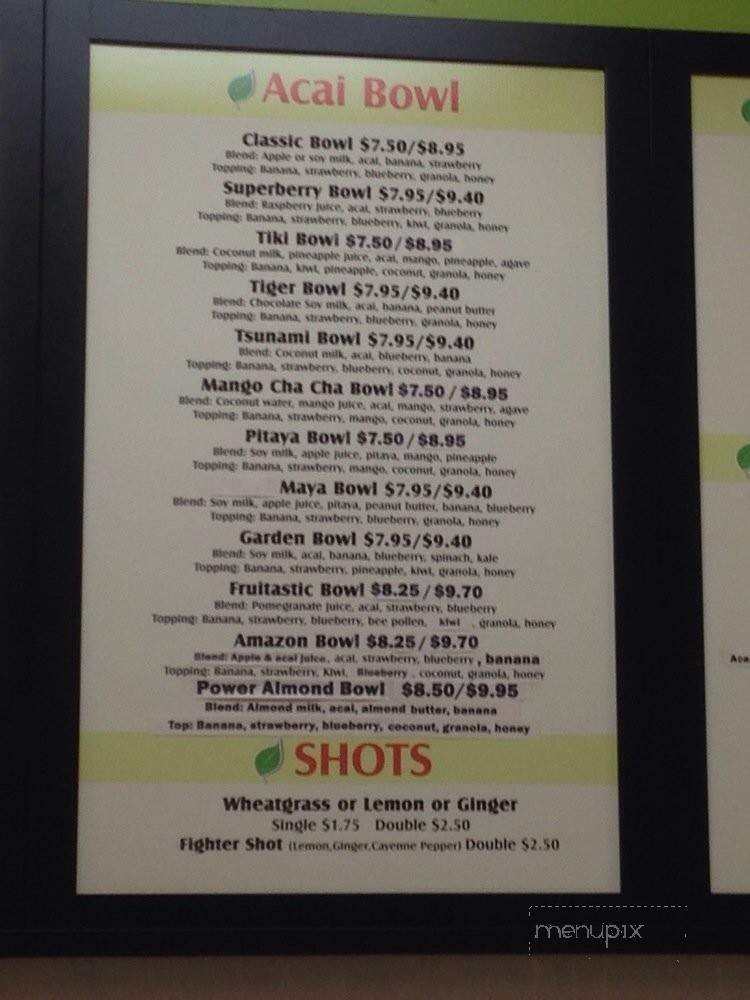 Acai Bowl
Classic Bowl $7.50/$8.95
Blend: Apple or soy milk, acai, banana, strawberry
Topping: Banana, strawberry, blueberry, granola, honey
Superberry Bowl $7.95/$9.40
Blend: Raspberry juice, acai, strawberry, blueberry
Topping: Banana, strawberry, blueberry, kiwi, granola, honey
Tiki Bowl $7.50/$8.95
Blend: Coconut milk, pineapple juice, acai, mango, pineapple, agave
Topping: Banana, kiwi, pineapple, coconut, granola, honey
Tiger Bowl $7.95/$9.40
Blend: Chocolate Soy milk, acai, banana, peanut butter
Topping: Banana, strawberry, blueberry, granola, honey
Tsunami Bowl $7.95/$9.40
Blend: Coconut milk, acai, blueberry, banana
Topping: Banana, strawberry, blueberry, coconut, granola, honey
Mango Cha Cha Bowl $7.50 / $8.95
Blend: Coconut water, mango juice, acai, mango, strawberry, agave
Topping: Banana, strawberry, mango, coconut, granola, honey
Pitaya Bowl $7.50 / $8.95
Blend: Soy milk, apple juice, pitaya, mango, pineapple
Topping: Banana, strawberry, mango, coconut, granola, honey
Maya Bowl $7.95/$9.40
Blend: Soy milk, apple juice, pitaya, peanut butter, banana, blueberry
Topping: Banana, strawberry, blueberry, granola, honey
Garden Bowl $7.95/$9.40
Blend: Soy milk, acai, banana, blueberry, spinach, kale
Topping: Banana, strawberry, pineapple, kiwi, granola, honey
Fruitastic Bowl $8.25 / $9.70
Blend: Pomegranate juice, acai, strawberry, blueberry
Topping: Banana, strawberry, blueberry, bee pollen, kiwi , granola, honey
Amazon Bowl $8.25 / $9.70
Blend: Apple & acai juice, acai, strawberry, blueberry , banana
Topping: Banana, strawberry, Kiwi, Blueberry , coconut, granola, honey
Power Almond Bowl $8.50/$9.95
Blend: Almond milk, acai, almond butter, banana
Top: Banana, strawberry, blueberry, coconut, granola, honey
SHOTS
Wheatgrass or Lemon or Ginger
Single $1.75 Double $2.50
Fighter Shot (Lemon,Ginger,Cayenne Pepper) Double $2.50
menupix